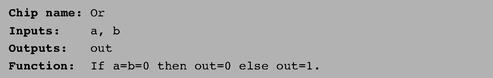 Chip name: Or
Inputs: a, b
Outputs: out
Function: If a=b=0 then out=0 else out=1.